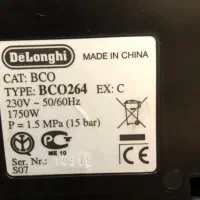 DeLonghi
MADE IN CHINA
CAT: BCO
TYPE: BCO264 EX: C
230V ~ 50/60Hz
1750W
P = 1.5 MPa (15 bar)
ME 10
Ser. Nr.:
S07